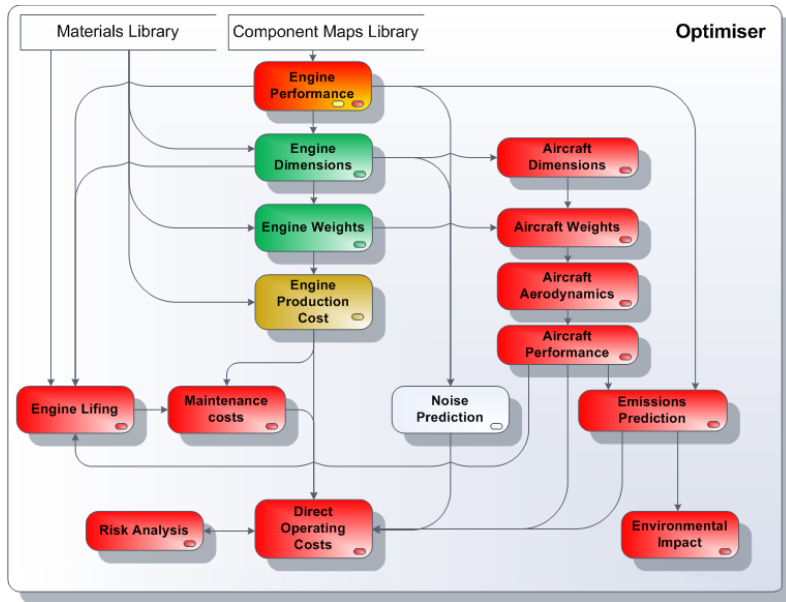 Materials Library
Component Maps Library
Optimiser
Engine
Performance
Engine
Dimensions
Aircraft
Dimensions
Engine Weights
Aircraft Weights
Engine
Production
Cost
Aircraft
Aerodynamics
Aircraft
Performance
Engine Lifing
Maintenance
costs
Noise
Prediction
Emissions
Prediction
Risk Analysis
Direct
Operating
Costs
Environmental
Impact